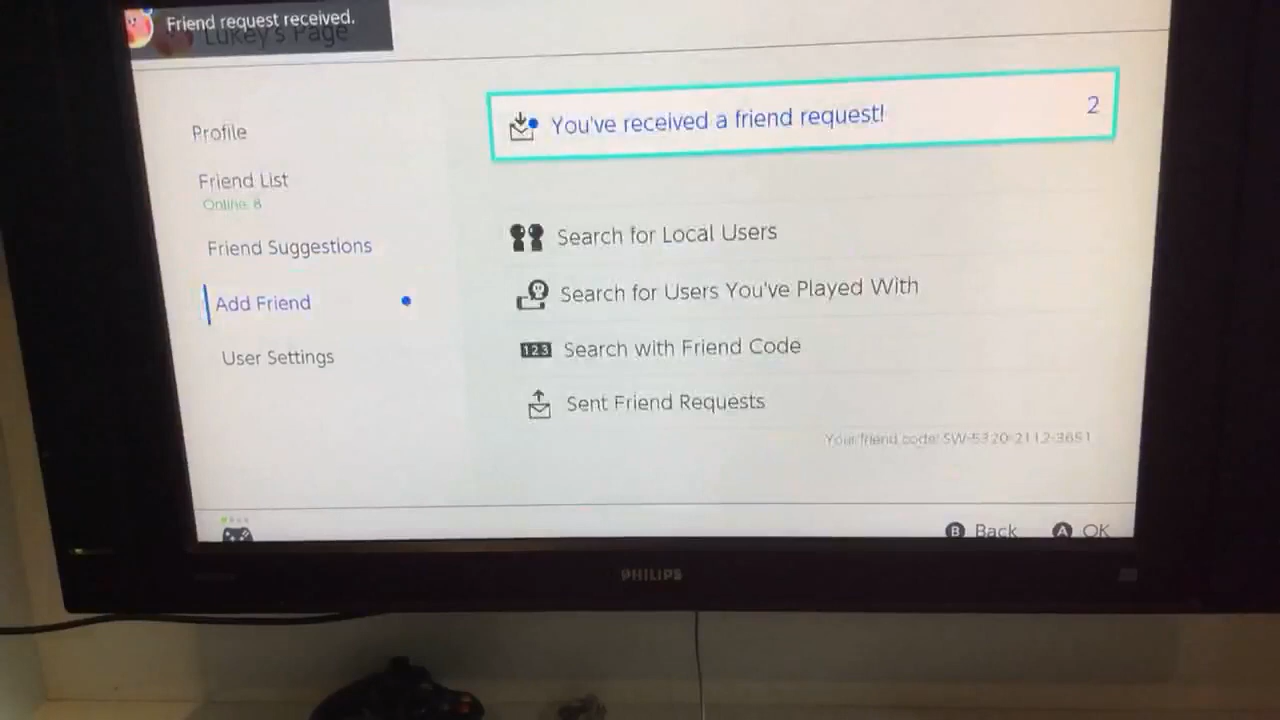 Friend request received.
Lukey's Page
Profile
Friend List
Online: 8
Friend Suggestions
Add Friend
User Settings
You've received a friend request!
2
Search for Local Users
Search for Users You've Played With
123
Search with Friend Code
Sent Friend Requests
Your friend code: SW-5320-2112-3651
B Back
A OK
PHILIPS